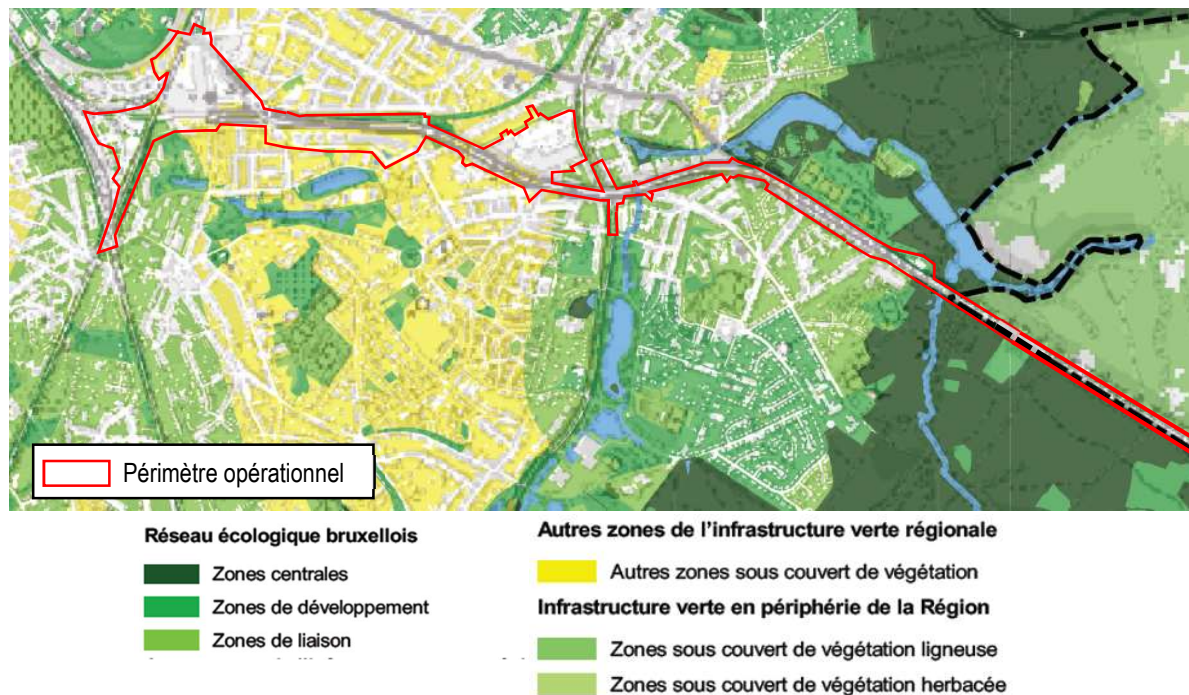 Périmètre opérationnel
Réseau écologique bruxellois
Zones centrales
Zones de développement
Zones de liaison
Autres zones de l'infrastructure verte régionale
Autres zones sous couvert de végétation
Infrastructure verte en périphérie de la Région
Zones sous couvert de végétation ligneuse
Zones sous couvert de végétation herbacée